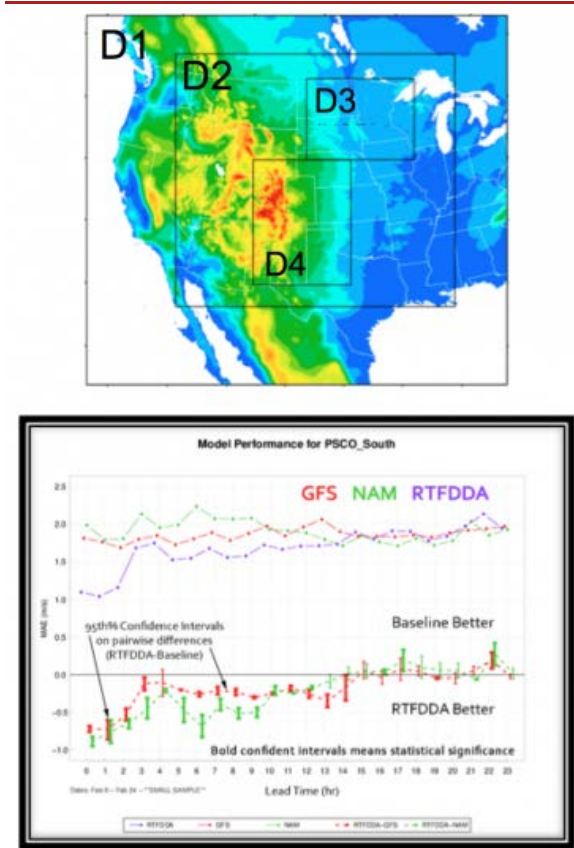 D1
D2
D3
D4
Model Performance for PSCO_South
GFS NAM RTFDDA
2.5
2.0
1.5
1.0
0.5
0.0
-0.5
-1.0
MAE (m/s)
95th% Confidence Intervals
on pairwise differences
(RTFDDA-Baseline)
Baseline Better
RTFDDA Better
Bold confident intervals means statistical significance
0 1 2 3 4 5 6 7 8 9 10 11 12 13 14 15 16 17 18 19 20 21 22 23
Lead Time (hr)
**SMALL SAMPLE**
RTFDDA GFS NAM RTFDDA-GFS RTFDDA-NAM